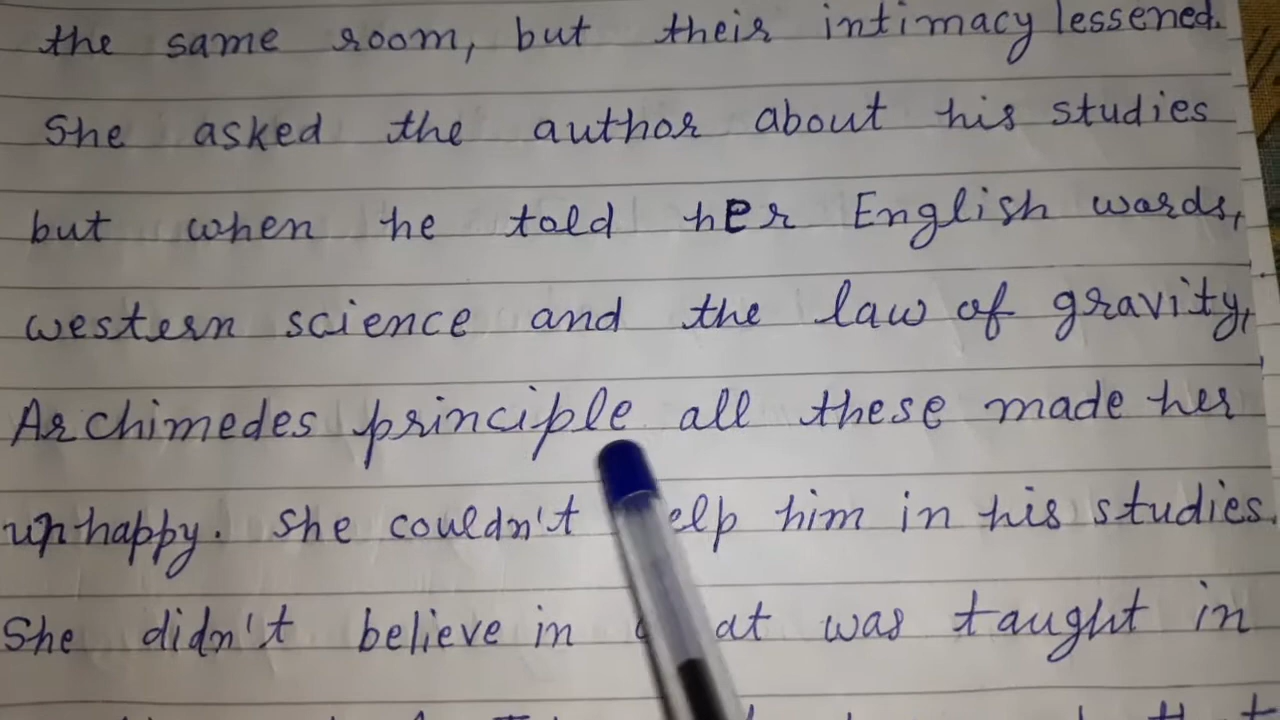 the same room, but their intimacy lessened.
She asked the author about his studies
but when he told her English words,
western science and the law of gravity,
Archimedes principle all these made her
unhappy. She couldn't elp him in his studies.
She didn't believe in at was taught in